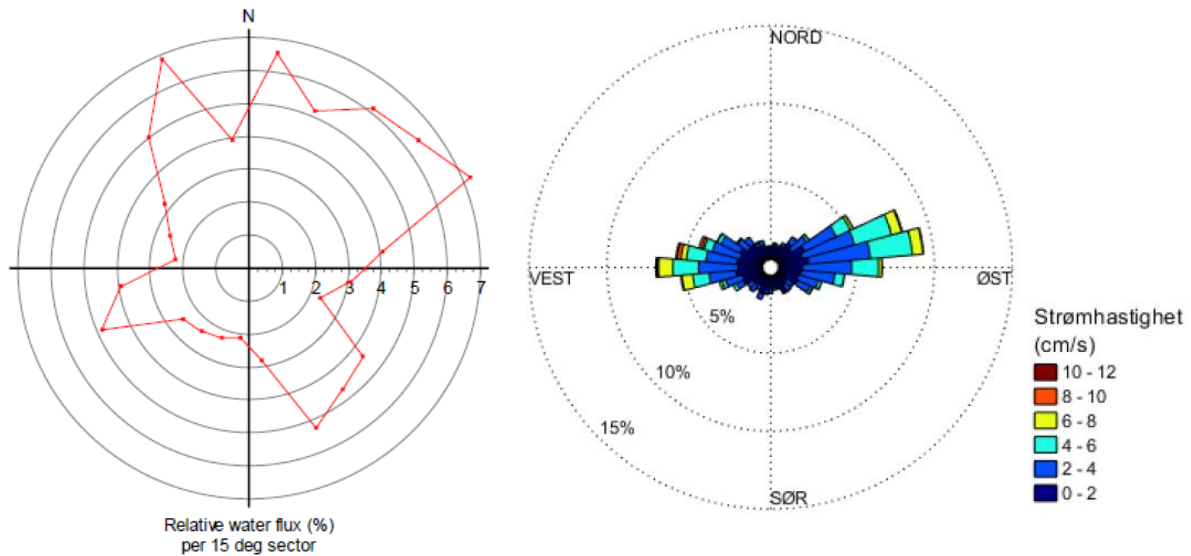 N
1 2 3 4 5 6 7
Relative water flux (%)
per 15 deg sector
NORD
VEST
ØST
SØR
5%
10%
15%
Strømhastighet
(cm/s)
10 - 12
8 - 10
6 - 8
4 - 6
2 - 4
0 - 2